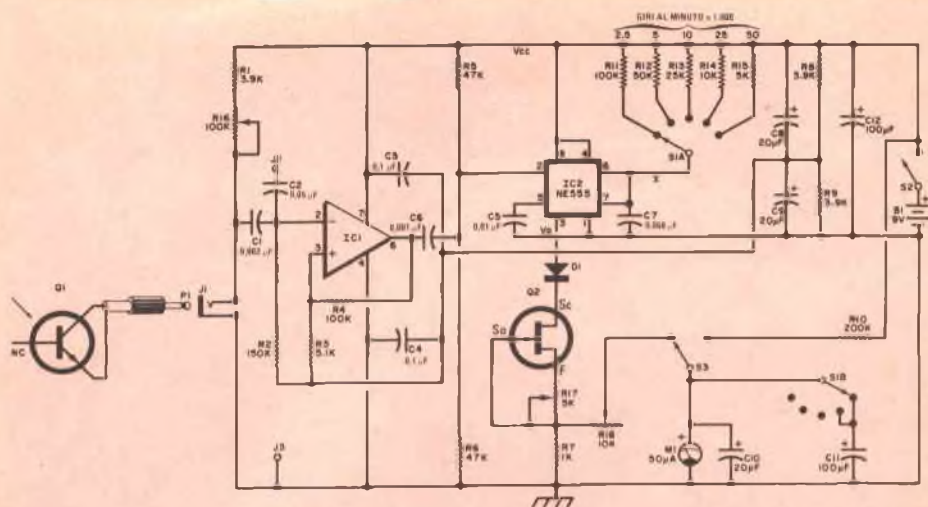 GIRI AL MINUTO x 1.000
2.5 5 10 25 50
Vcc
R1
3.9K
R16
100K
R5
47K
R11
100K
R12
50K
R13
25K
R14
10K
R15
5K
R8
3.9K
C8
20µF
C12
100µF
S1A
S2
B1
9V
J11
C2
0,05 µF
C3
0,1 µF
2
3
7
6
4
IC1
C1
0,002 µF
C6
0,001 µF
3 4
2
6
IC2
NE555
5
7
3 1
X
C5
0,01 µF
Vo
C7
0,068 µF
C9
20µF
R9
3.9K
Q1
NC
P1
J1
R4
100K
R2
150K
R3
5.1K
C4
0,1 µF
D1
Q2
Sc
So
F
R17
5K
R18
10K
R7
1K
R6
47K
J3
R10
200K
S3
S1B
M1
50µA
C10
20µF
C11
100µF